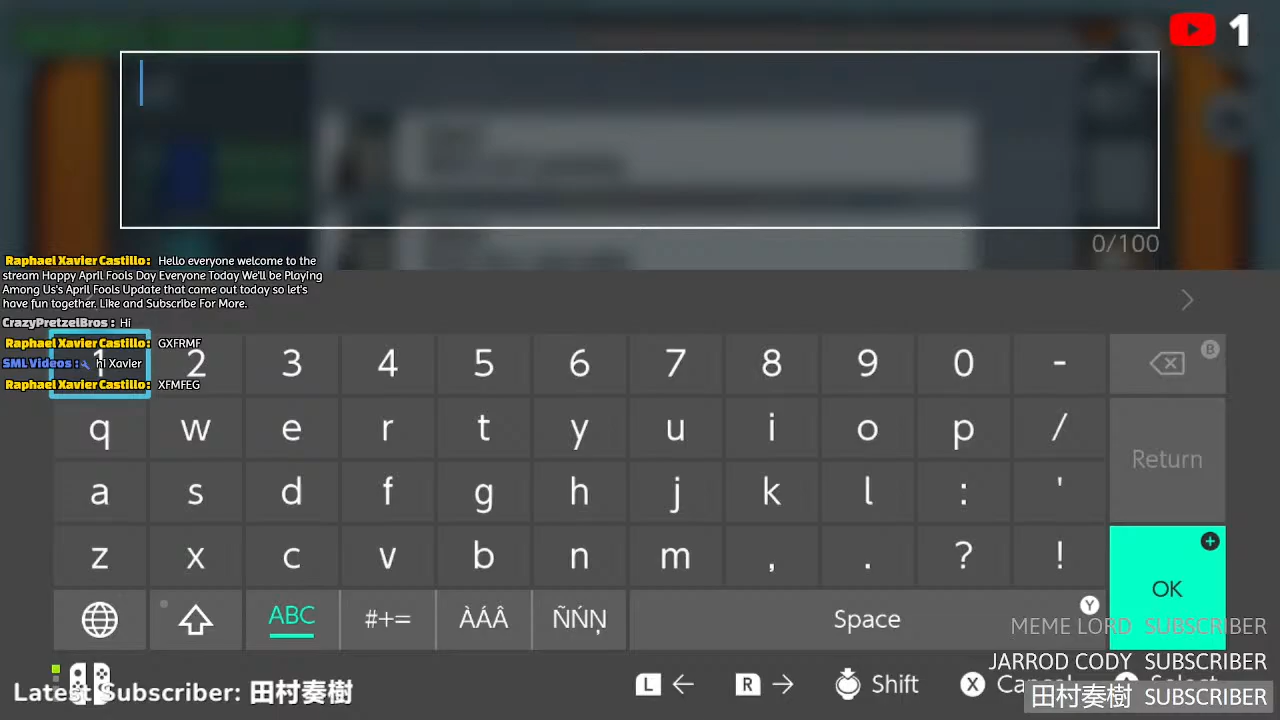 1
0/100
Raphael Xavier Castillo: Hello everyone welcome to the
stream Happy April Fools Day Everyone Today We'll be Playing
Among Us's April Fools Update that came out today so let's
have fun together. Like and Subscribe For More.
CrazyPretzelBros : Hi
Raphael Xavier Castillo: GXFRMF
SML Videos : hi Xavier
Raphael Xavier Castillo: XFMFEG
1 2 3 4 5 6 7 8 9 0 - B
q w e r t y u i o p / Return
a s d f g h j k l : '
z x c v b n m , . ? ! + OK
ABC #+= ÀÁÂ ÑŃŅ Space Y
MEME LORD SUBSCRIBER
JARROD CODY SUBSCRIBER
田村奏樹 SUBSCRIBER
L ← R → Shift X
Latest Subscriber: 田村奏樹